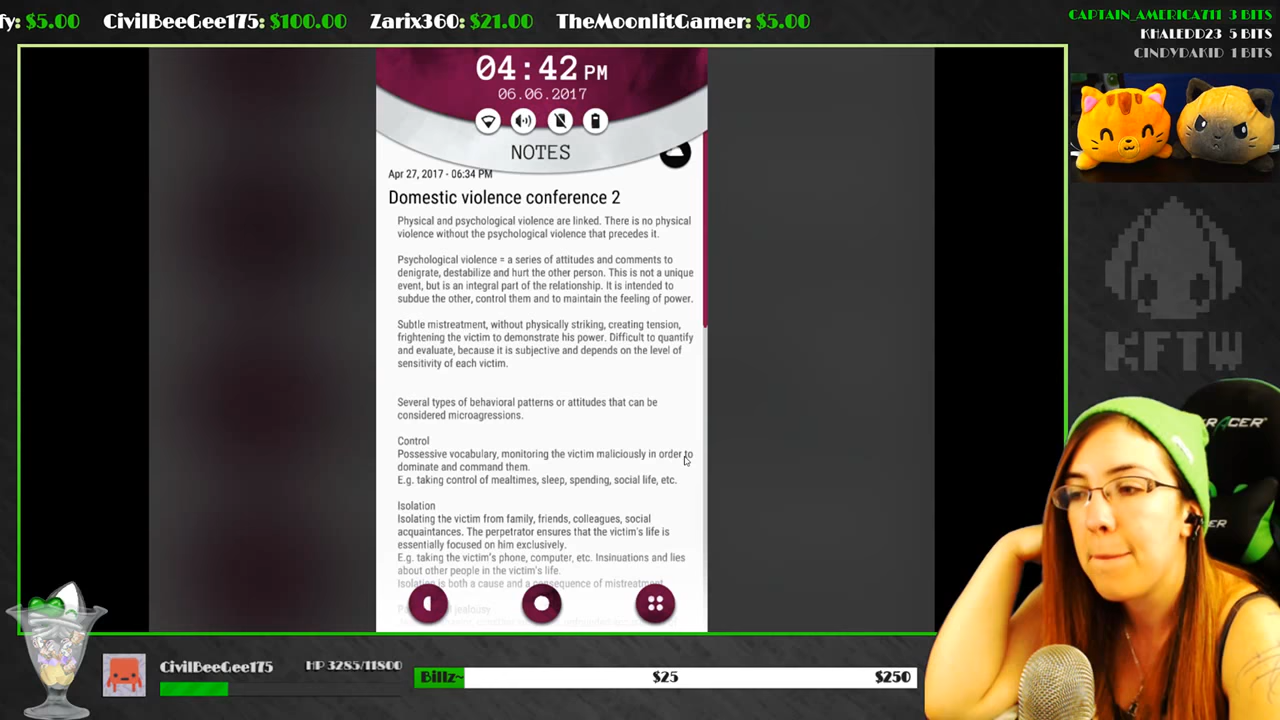 fy: $5.00 CivilBeeGee175: $100.00 Zarix360: $21.00 TheMoonlitGamer: $5.00
CAPTAIN_AMERICA711 3 BITS
KHALEDD23 5 BITS
CINDYDAKID 1 BITS
04:42 PM
06.06.2017
NOTES
Apr 27, 2017 - 06:34 PM
Domestic violence conference 2
Physical and psychological violence are linked. There is no physical
violence without the psychological violence that precedes it.
Psychological violence = a series of attitudes and comments to
denigrate, destabilize and hurt the other person. This is not a unique
event, but is an integral part of the relationship. It is intended to
subdue the other, control them and to maintain the feeling of power.
Subtle mistreatment, without physically striking, creating tension,
frightening the victim to demonstrate his power. Difficult to quantify
and evaluate, because it is subjective and depends on the level of
sensitivity of each victim.
Several types of behavioral patterns or attitudes that can be
considered microagressions.
Control
Possessive vocabulary, monitoring the victim maliciously in order to
dominate and command them.
E.g. taking control of mealtimes, sleep, spending, social life, etc.
Isolation
Isolating the victim from family, friends, colleagues, social
acquaintances. The perpetrator ensures that the victim's life is
essentially focused on him exclusively.
E.g. taking the victim's phone, computer, etc. Insinuations and lies
about other people in the victim's life.
Isolation is both a cause and a consequence of mistreatment
jealousy
KFTW
RACER
CivilBeeGee175 HP 3285/11800
Billz~ $25 $250